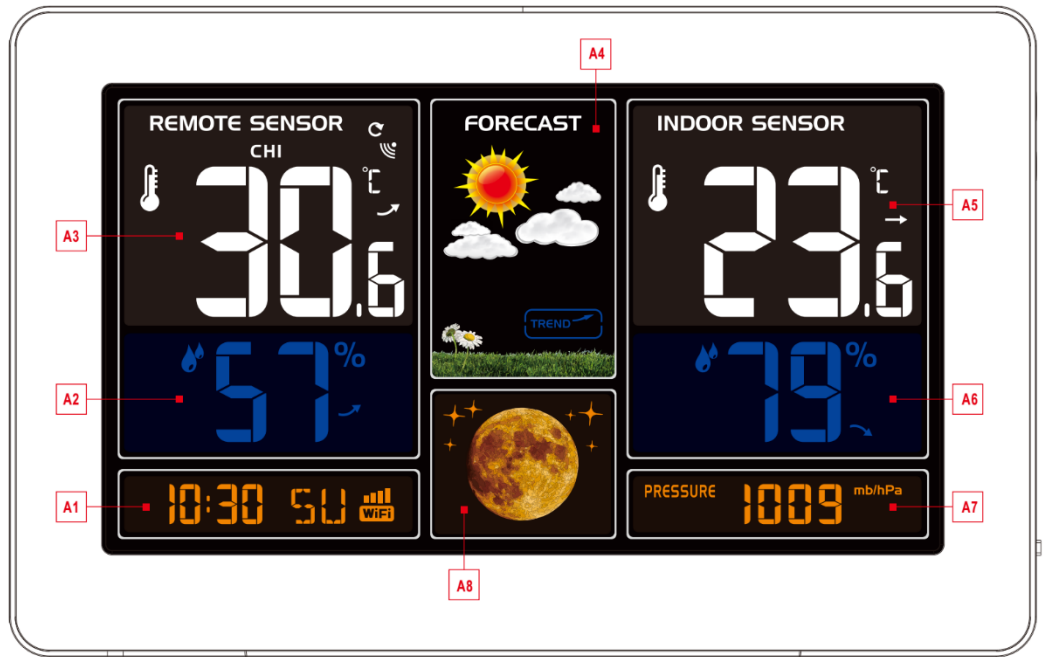 A4
REMOTE SENSOR
CHI
30.6 °C
A3
57 %
A2
10:30 SU WiFi
A1
FORECAST
TREND
A8
INDOOR SENSOR
23.6 °C
A5
79 %
A6
PRESSURE 1009 mb/hPa
A7